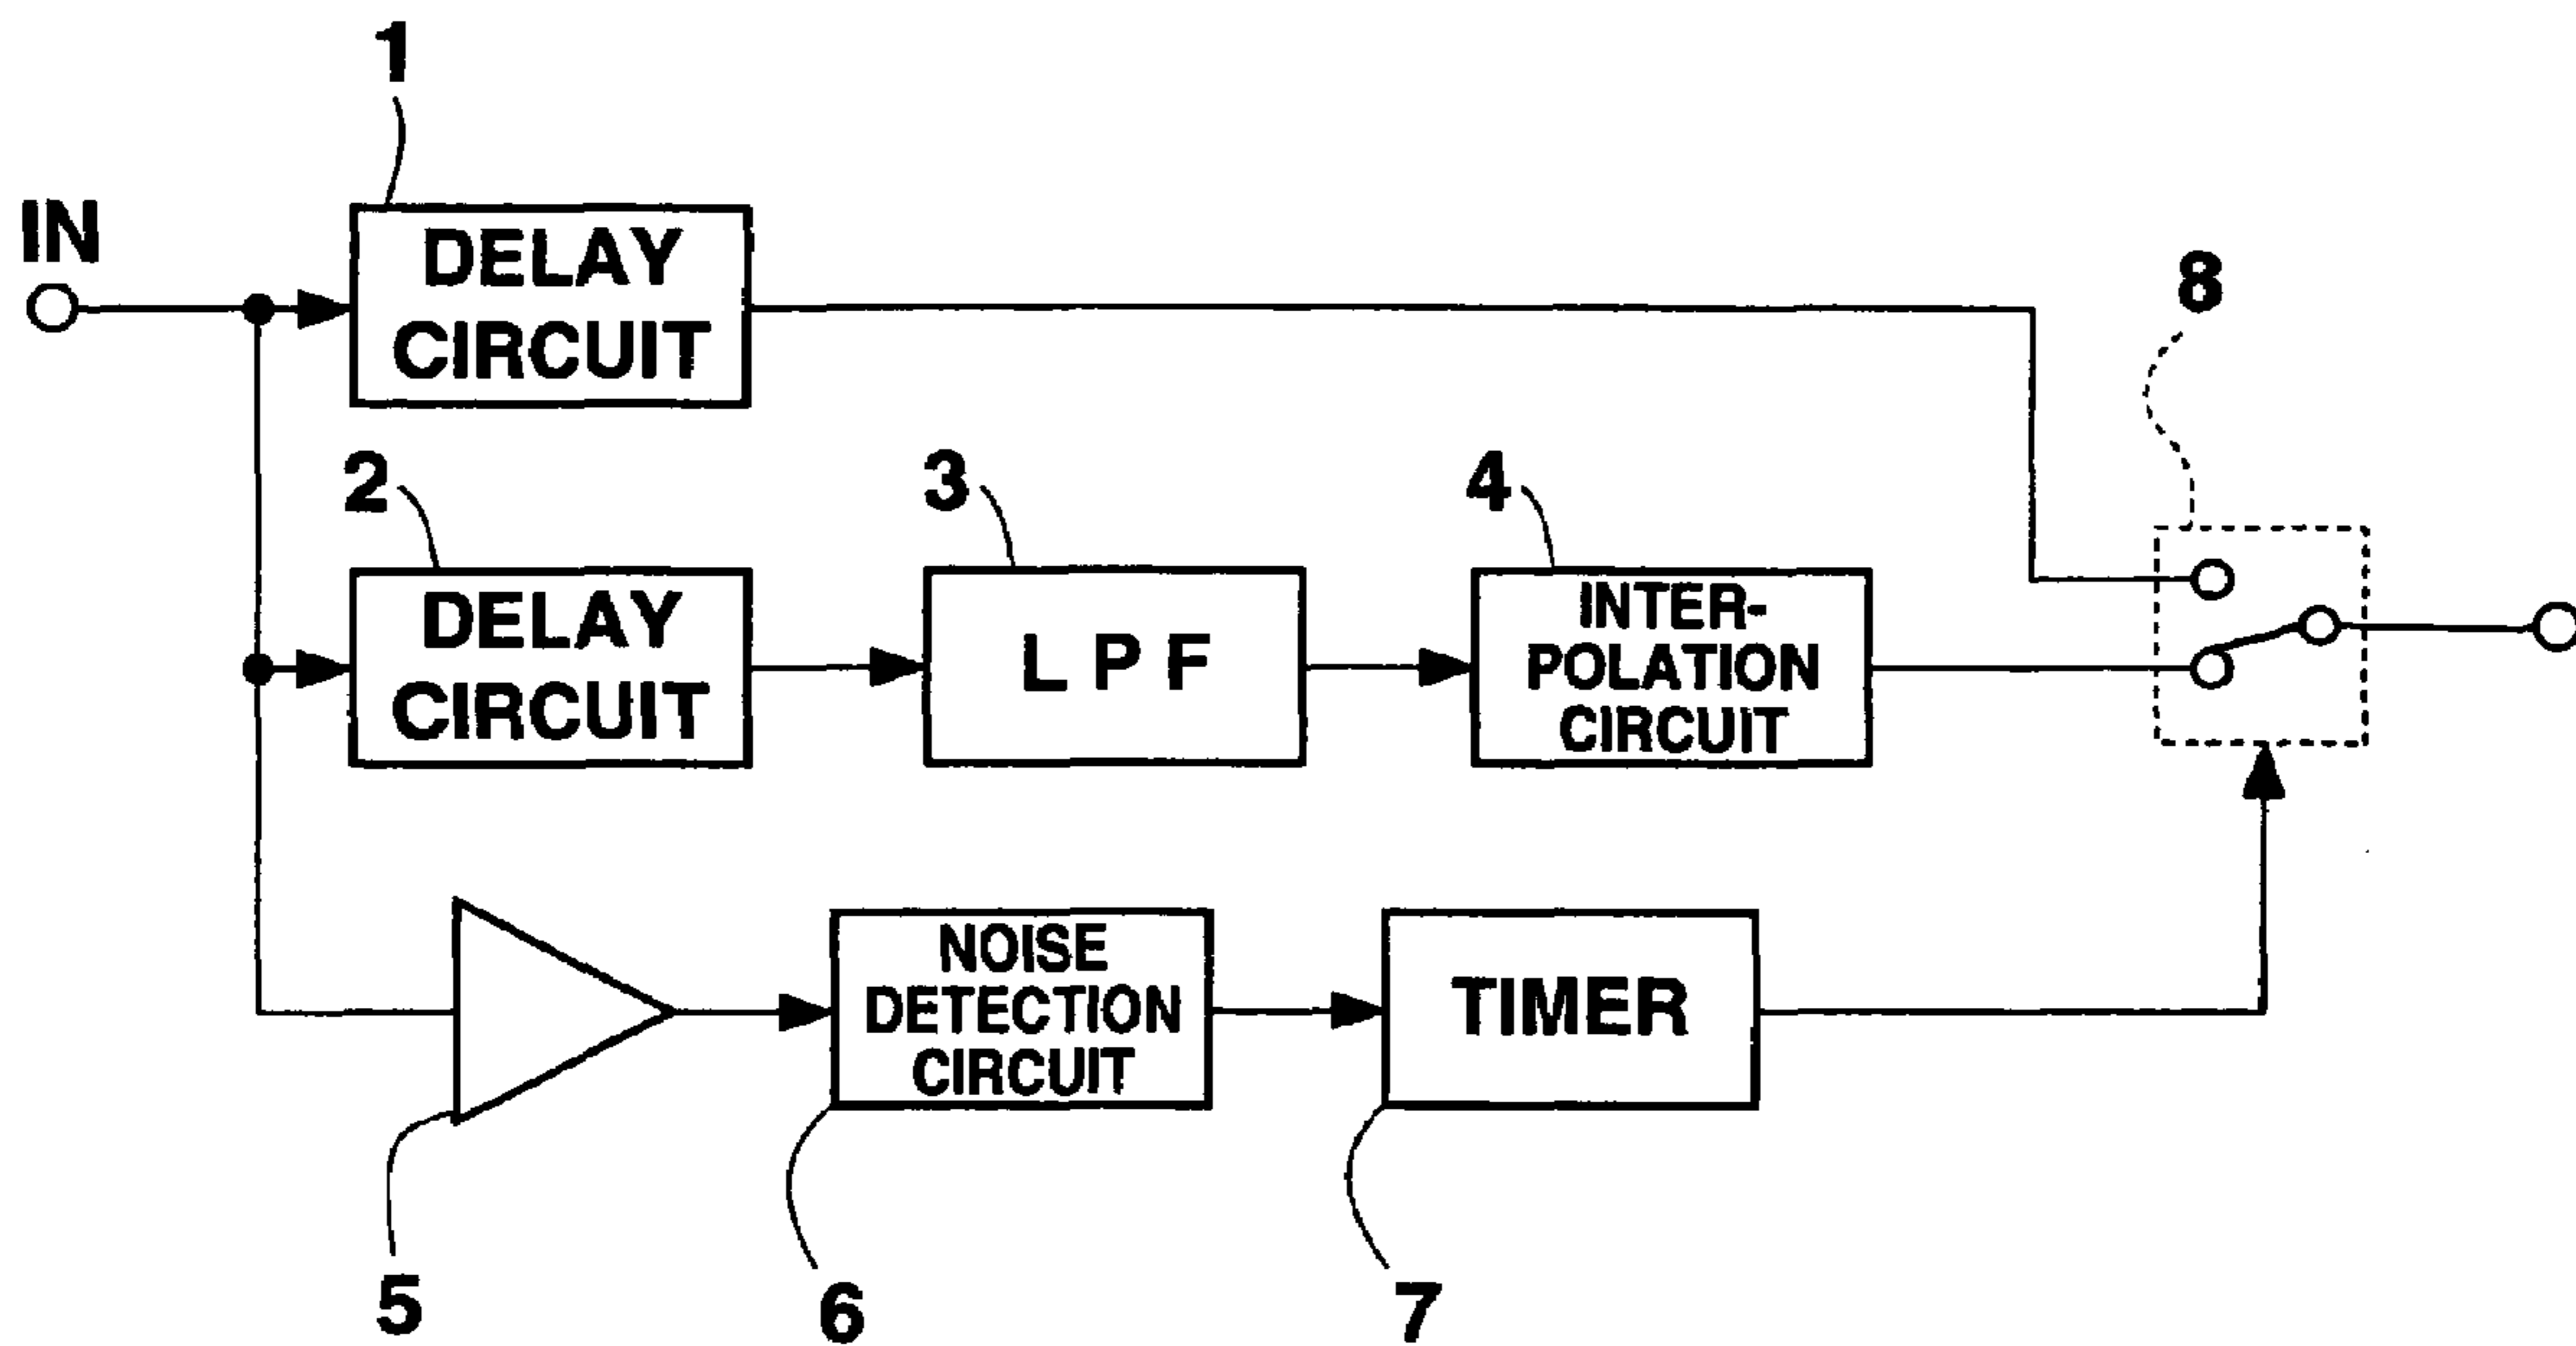 1
IN
DELAY
CIRCUIT
8
2
3
4
DELAY
CIRCUIT
L P F
INTER-
POLATION
CIRCUIT
NOISE
DETECTION
CIRCUIT
TIMER
5
6
7